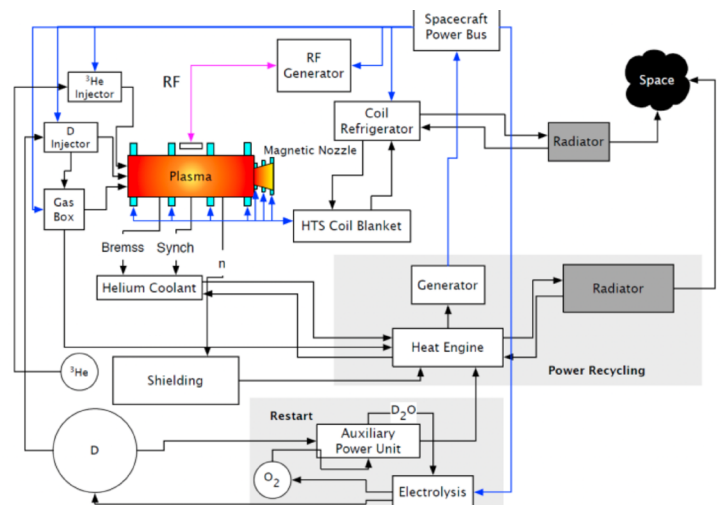 Spacecraft
Power Bus
RF
Generator
RF
³He
Injector
Space
Coil
Refrigerator
D
Injector
Radiator
Magnetic Nozzle
Plasma
Gas
Box
HTS Coil Blanket
Bremss
Synch
n
Helium Coolant
Generator
Radiator
Heat Engine
Power Recycling
³He
Shielding
Restart
D₂O
Auxiliary
Power Unit
D
O₂
Electrolysis